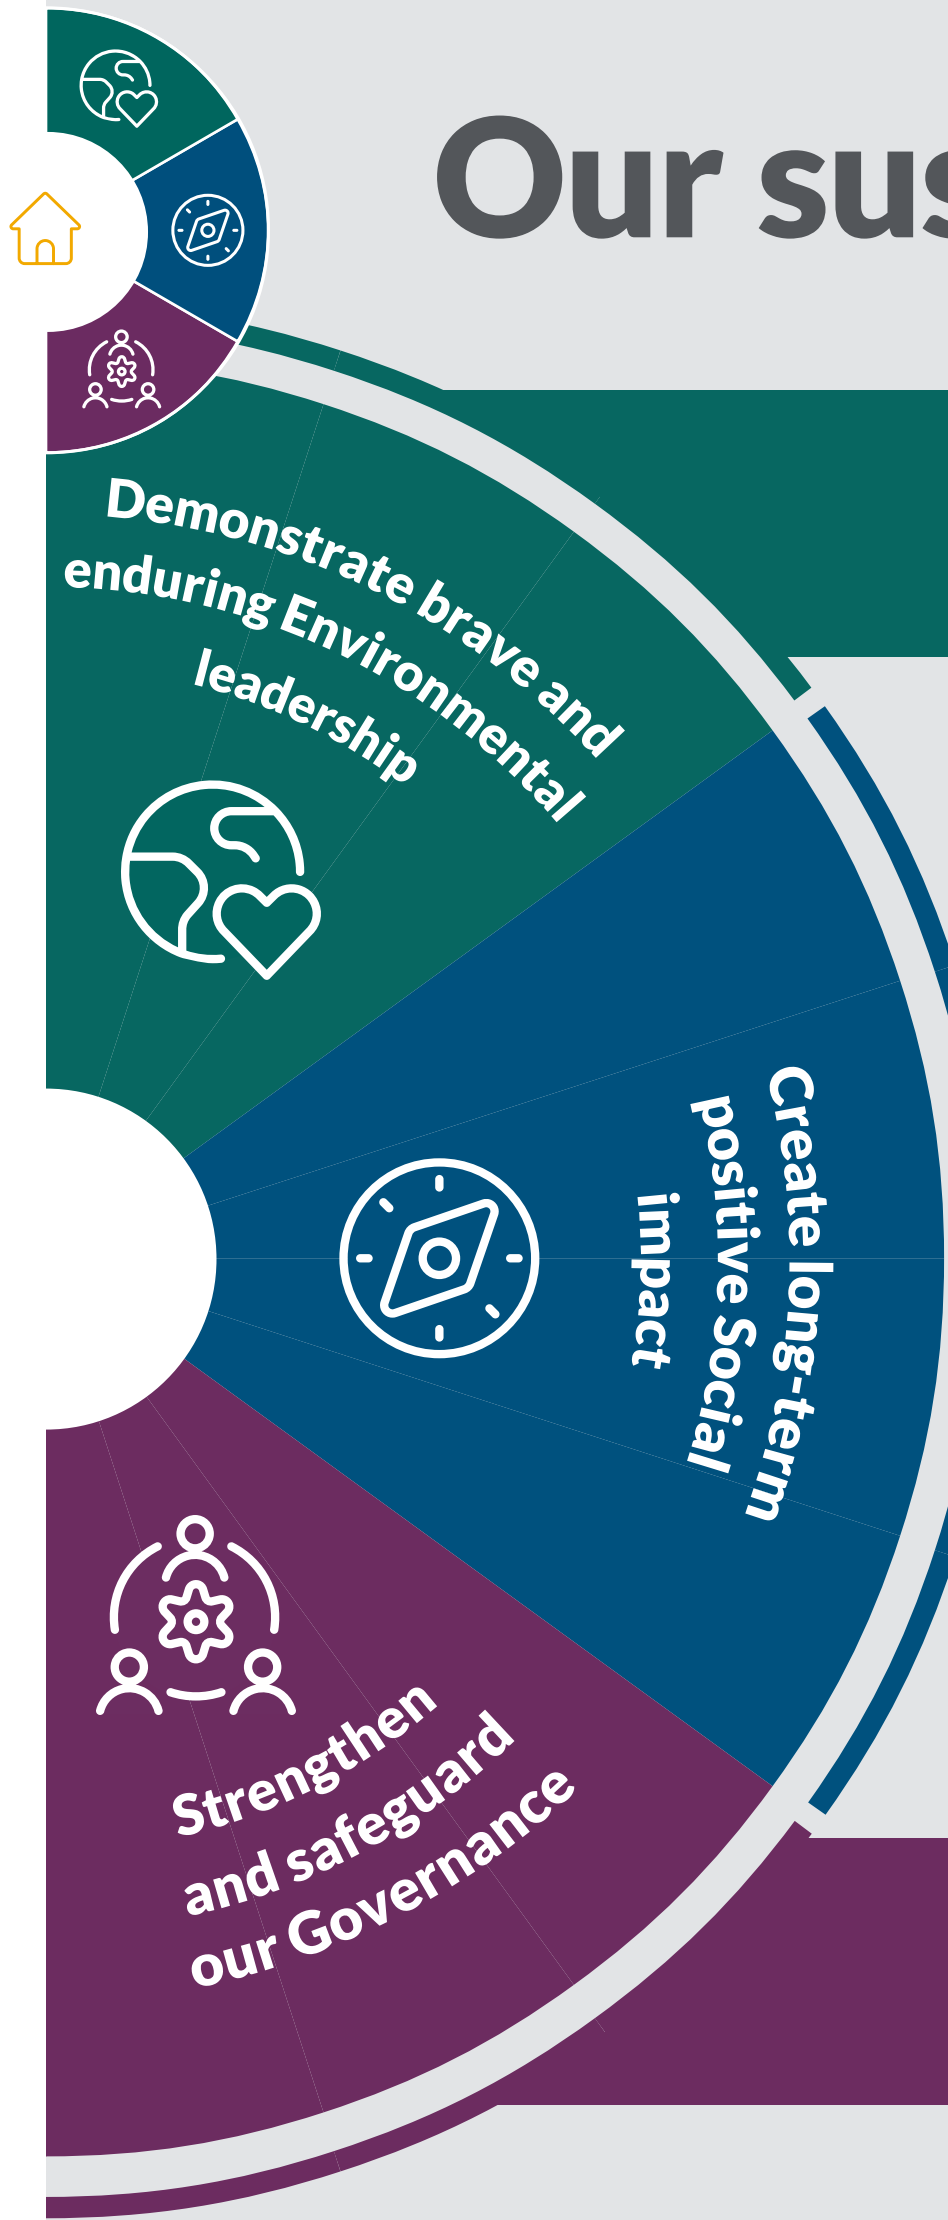 Our sus
Demonstrate brave and
enduring Environmental
leadership
Create long-term
positive Social
impact
Strengthen
and safeguard
our Governance